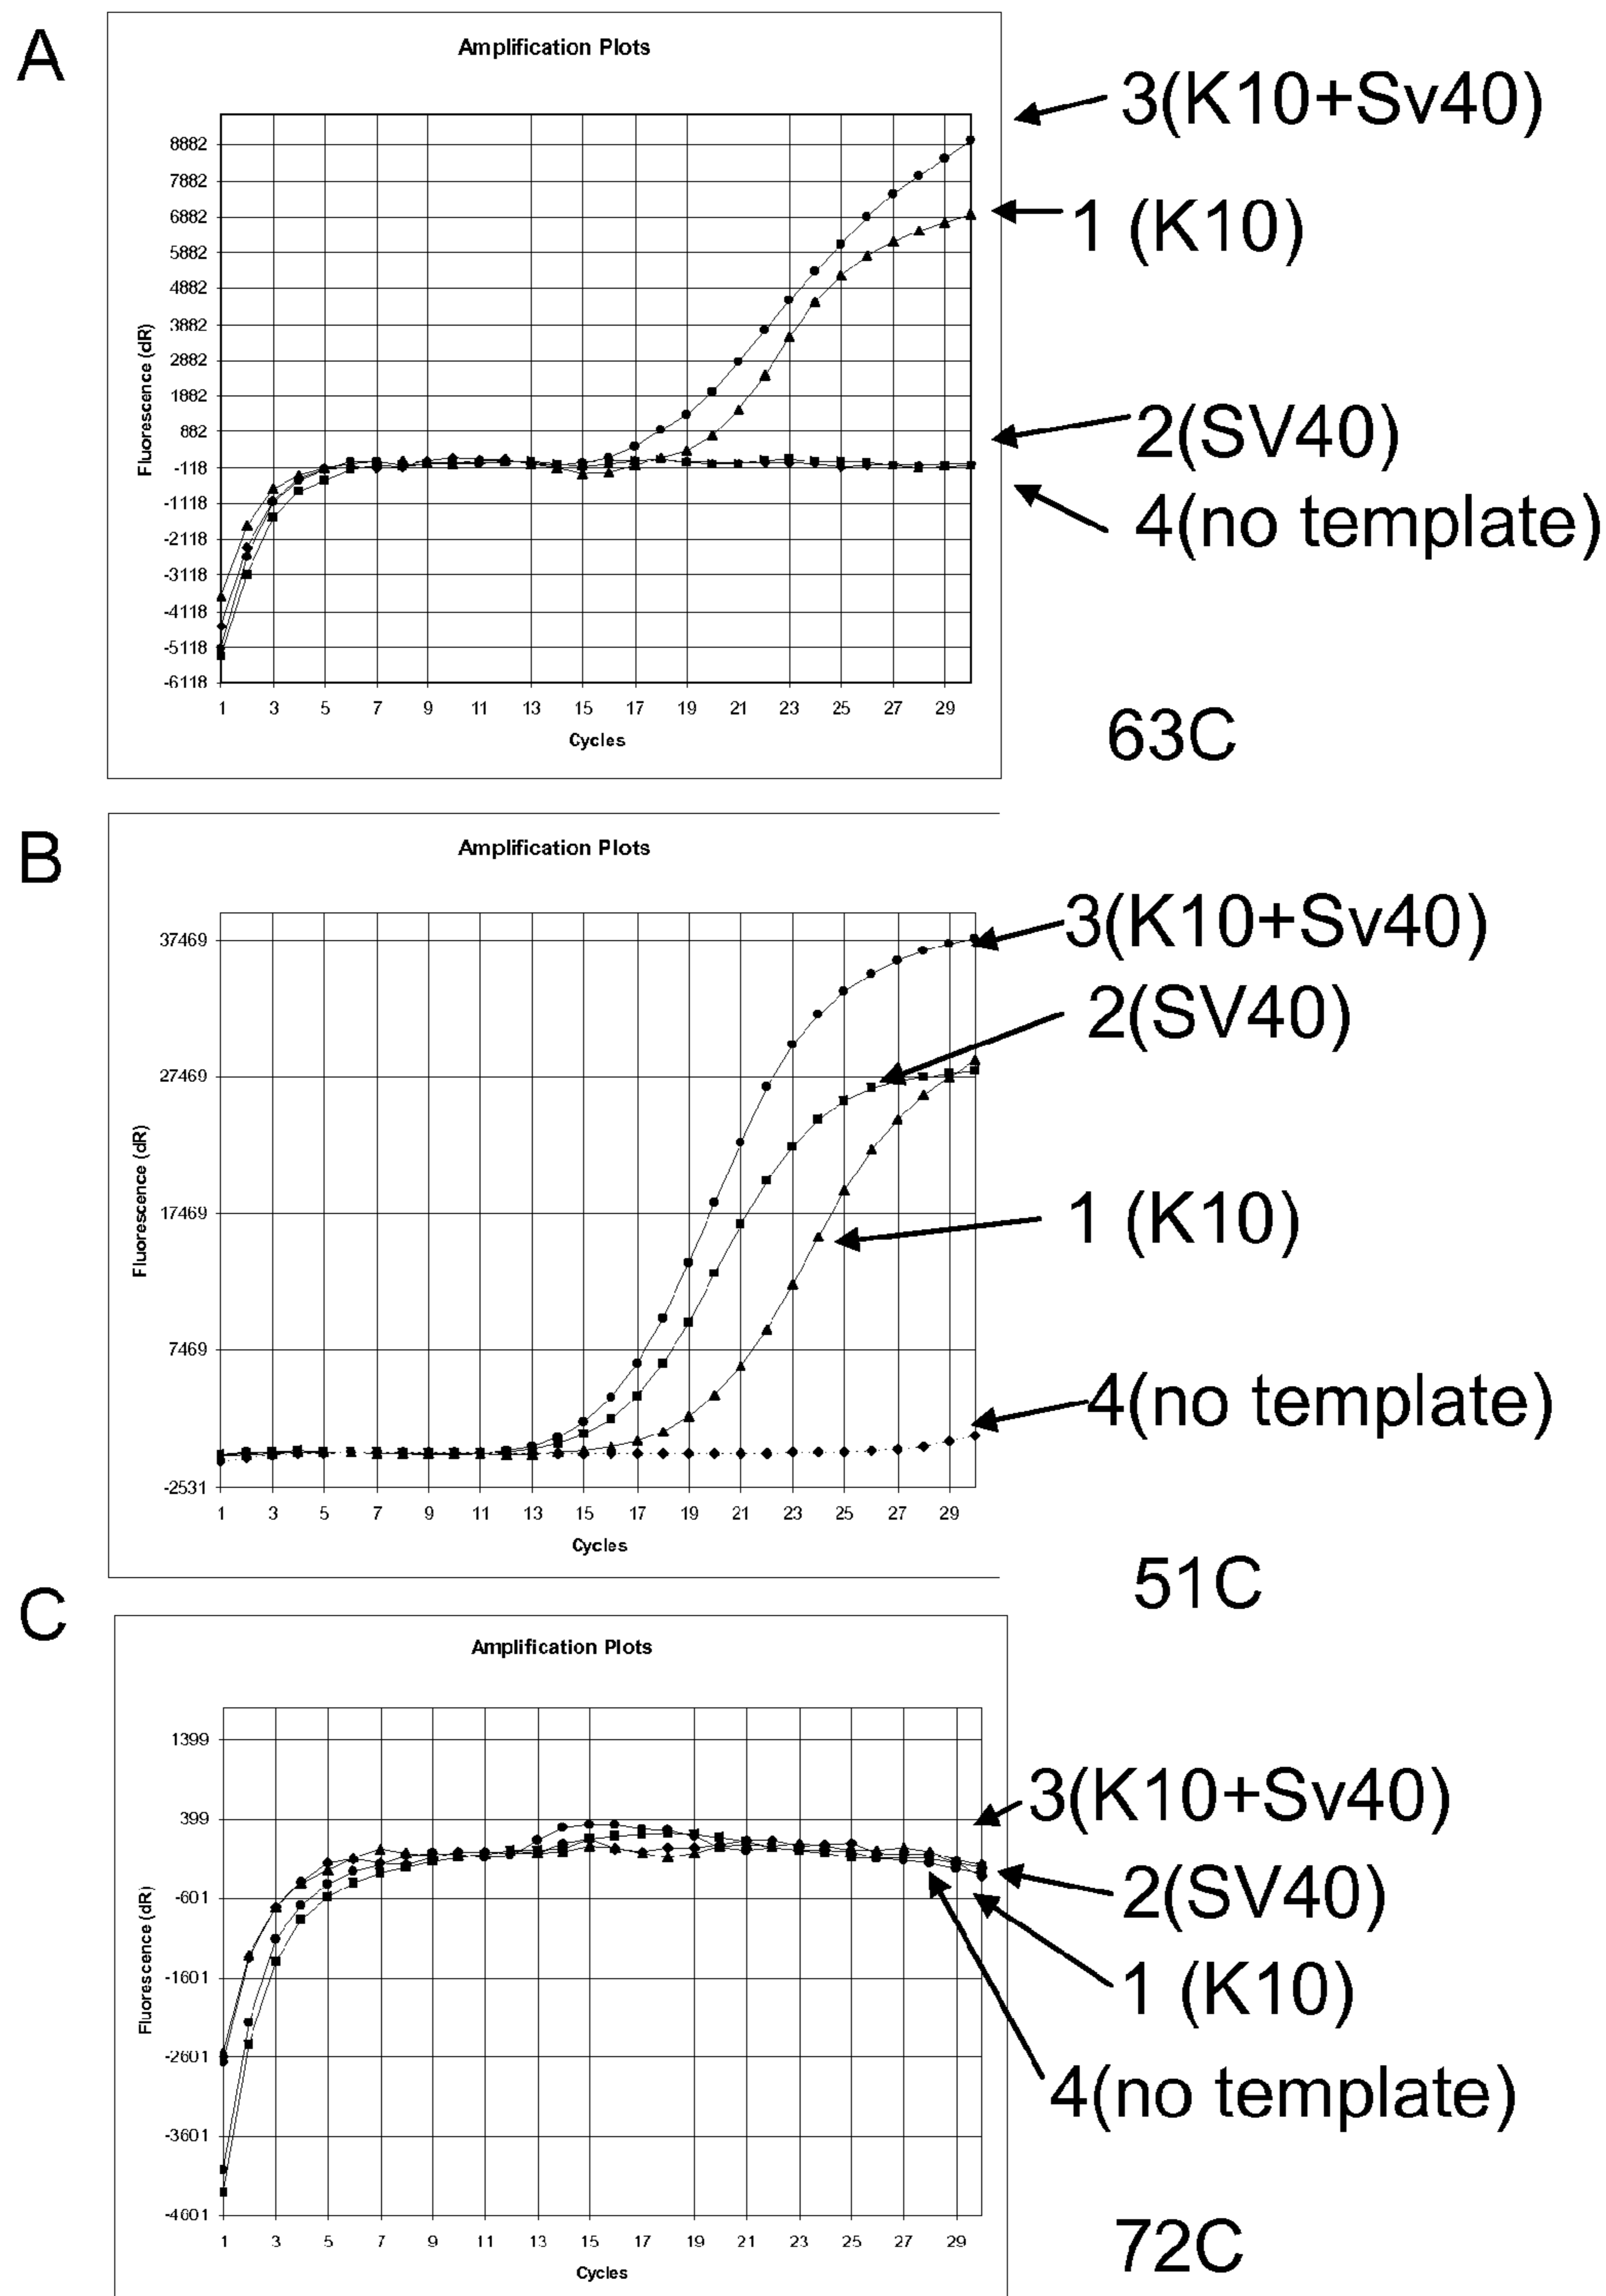 A
Amplification Plots
3(K10+Sv40)
1 (K10)
2(SV40)
4(no template)
Fluorescence (dR)
8882
7882
6882
5882
4882
3882
2882
1882
882
-118
-1118
-2118
-3118
-4118
-5118
-6118
1 3 5 7 9 11 13 15 17 19 21 23 25 27 29
Cycles
63C
B
Amplification Plots
3(K10+Sv40)
2(SV40)
1 (K10)
4(no template)
Fluorescence (dR)
37469
27469
17469
7469
-2531
1 3 5 7 9 11 13 15 17 19 21 23 25 27 29
Cycles
51C
C
Amplification Plots
3(K10+Sv40)
2(SV40)
1 (K10)
4(no template)
Fluorescence (dR)
1399
399
-601
-1601
-2601
-3601
-4601
1 3 5 7 9 11 13 15 17 19 21 23 25 27 29
Cycles
72C